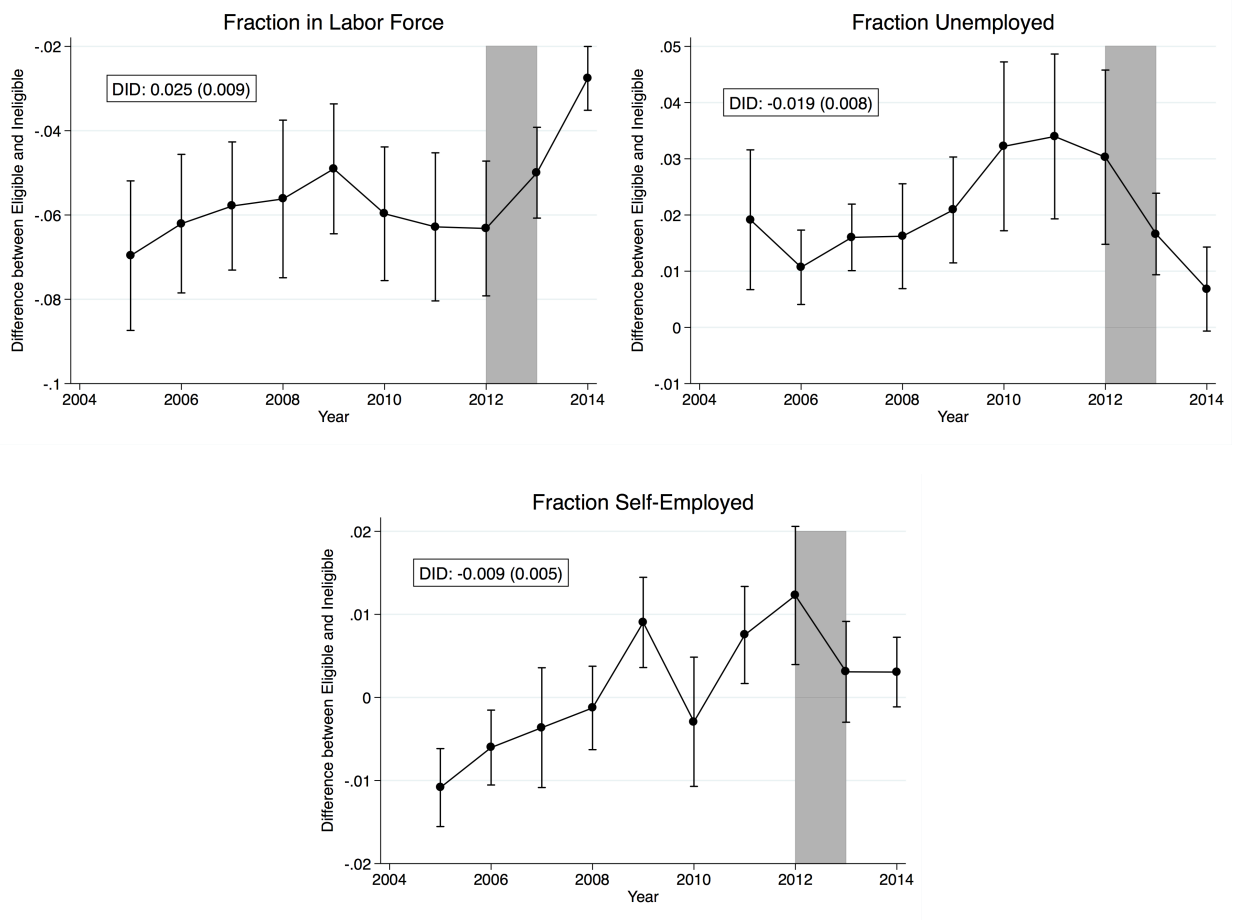 Fraction in Labor Force
Difference between Eligible and Ineligible
-.02
-.04
-.06
-.08
-.1
DID: 0.025 (0.009)
2004 2006 2008 2010 2012 2014
Year
Fraction Unemployed
Difference between Eligible and Ineligible
.05
.04
.03
.02
.01
0
-.01
DID: -0.019 (0.008)
2004 2006 2008 2010 2012 2014
Year
Fraction Self-Employed
Difference between Eligible and Ineligible
.02
.01
0
-.01
-.02
DID: -0.009 (0.005)
2004 2006 2008 2010 2012 2014
Year